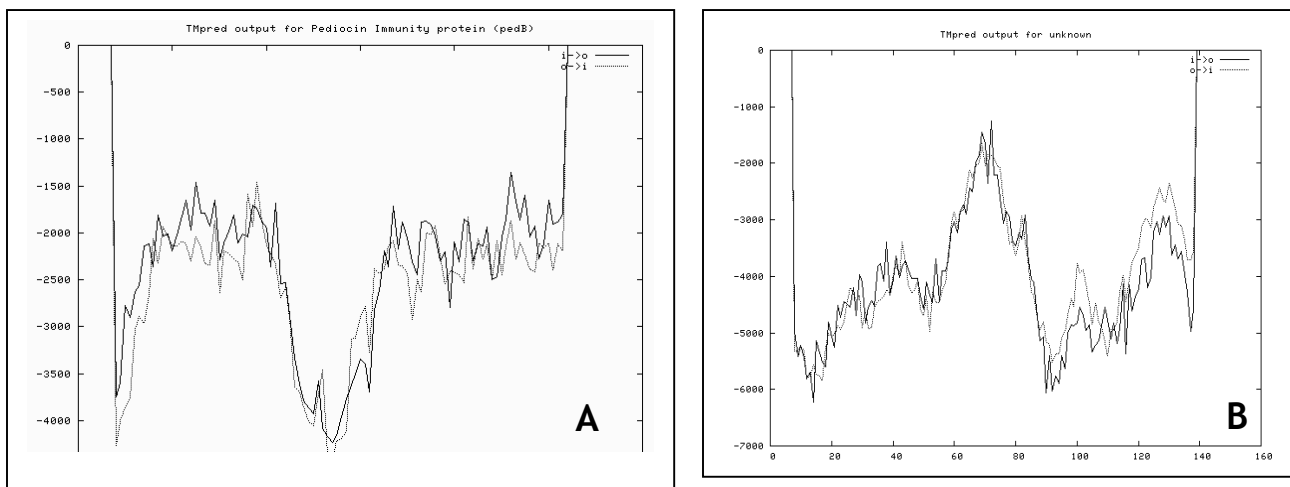 TMpred output for Pediocin Immunity protein (pedB)
0
i->o
o->i
-500
-1000
-1500
-2000
-2500
-3000
-3500
-4000
A
TMpred output for unknown
0
i->o
o->i
-1000
-2000
-3000
-4000
-5000
-6000
-7000
B
0 20 40 60 80 100 120 140 160